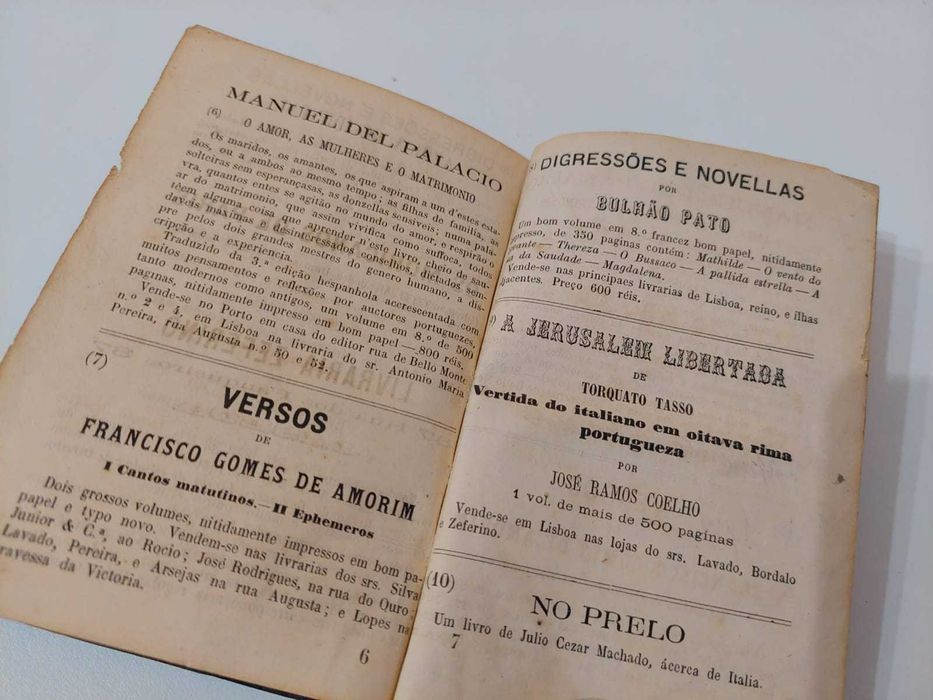 MANUEL DEL PALACIO
(6)
O AMOR, AS MULHERES E O MATRIMONIO
Os maridos, os amantes, os que aspiram a um d'estes esta-
dos, ou a ambos ao mesmo tempo; as filhas de familia, as
solteiras sem esperançasas, as donzellas sensiveis; numa pala-
vra, quantos entes se agitão no mundo do amor, e respirão o
ar do matrimonio, que assim vivifica como suffoca, todos
têem alguma coisa que aprender n'este livro, cheio de sau-
daveis maximas e desinteressados conselhos, dictados sem-
pre pelos dois grandes mestres do genero humano, a dis-
cripção e a experiencia.
Traduzido da 3.ª edição hespanhola accrescentada com
muitos pensamentos e reflexões por auctores portuguezes,
tanto modernos como antigos, um volume em 8.º de 500
paginas, nitidamente impresso em bom papel—800 réis.
Vende-se no Porto em casa do editor rua de Bello Monte
n.º 2 e 4, em Lisboa na livraria do sr. Antonio Maria
Pereira, rua Augusta nºs 50 e 52.
(7)
VERSOS
DE
FRANCISCO GOMES DE AMORIM
I Cantos matutinos.—II Ephemeros
Dois grossos volumes, nitidamente impressos em bom pa-
papel e typo novo. Vendem-se nas livrarias dos srs. Silva
Junior & C.ª, ao Rocio; José Rodrigues, na rua do Ouro;
Lavado, Pereira, e Arsejas na rua Augusta; e Lopes na
ravessa da Victoria.
6
DIGRESSÕES E NOVELLAS
POR
BULHÃO PATO
Um bom volume em 8.º francez bom papel, nitidamente
impresso, de 350 paginas contém: Mathilde—O vento do
vante—Thereza—O Bussaco—A pallida estrella—A
da Saudade—Magdalena.
Vende-se nas principaes livrarias de Lisboa, reino, e ilhas
jacentes. Preço 600 réis.
A JERUSALEM LIBERTADA
DE
TORQUATO TASSO
Vertida do italiano em oitava rima
portugueza
POR
JOSÉ RAMOS COELHO
1 vol. de mais de 500 paginas
Vende-se em Lisboa nas lojas do srs. Lavado, Bordalo
e Zeferino.
(10)
NO PRELO
Um livro de Julio Cezar Machado, ácerca de Italia.
7